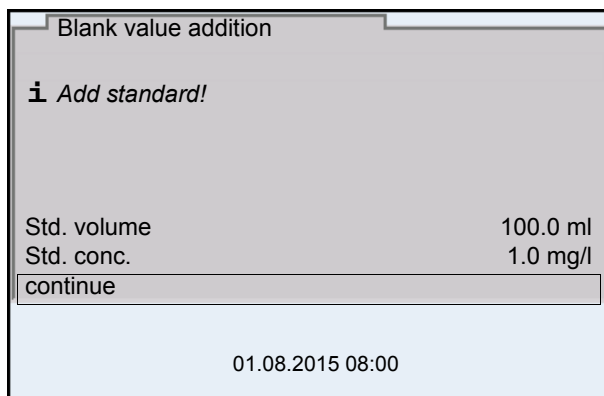 Blank value addition
i Add standard!
Std. volume 100.0 ml
Std. conc. 1.0 mg/l
continue
01.08.2015 08:00